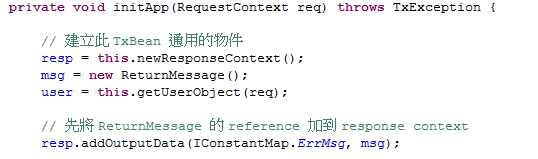 private void initApp(RequestContext req) throws TxException {
// 建立此 TxBean 通用的物件
resp = this.newResponseContext();
msg = new ReturnMessage();
user = this.getUserObject(req);
// 先將 ReturnMessage 的 reference 加到 response context
resp.addOutputData(IConstantMap.ErrMsg, msg);